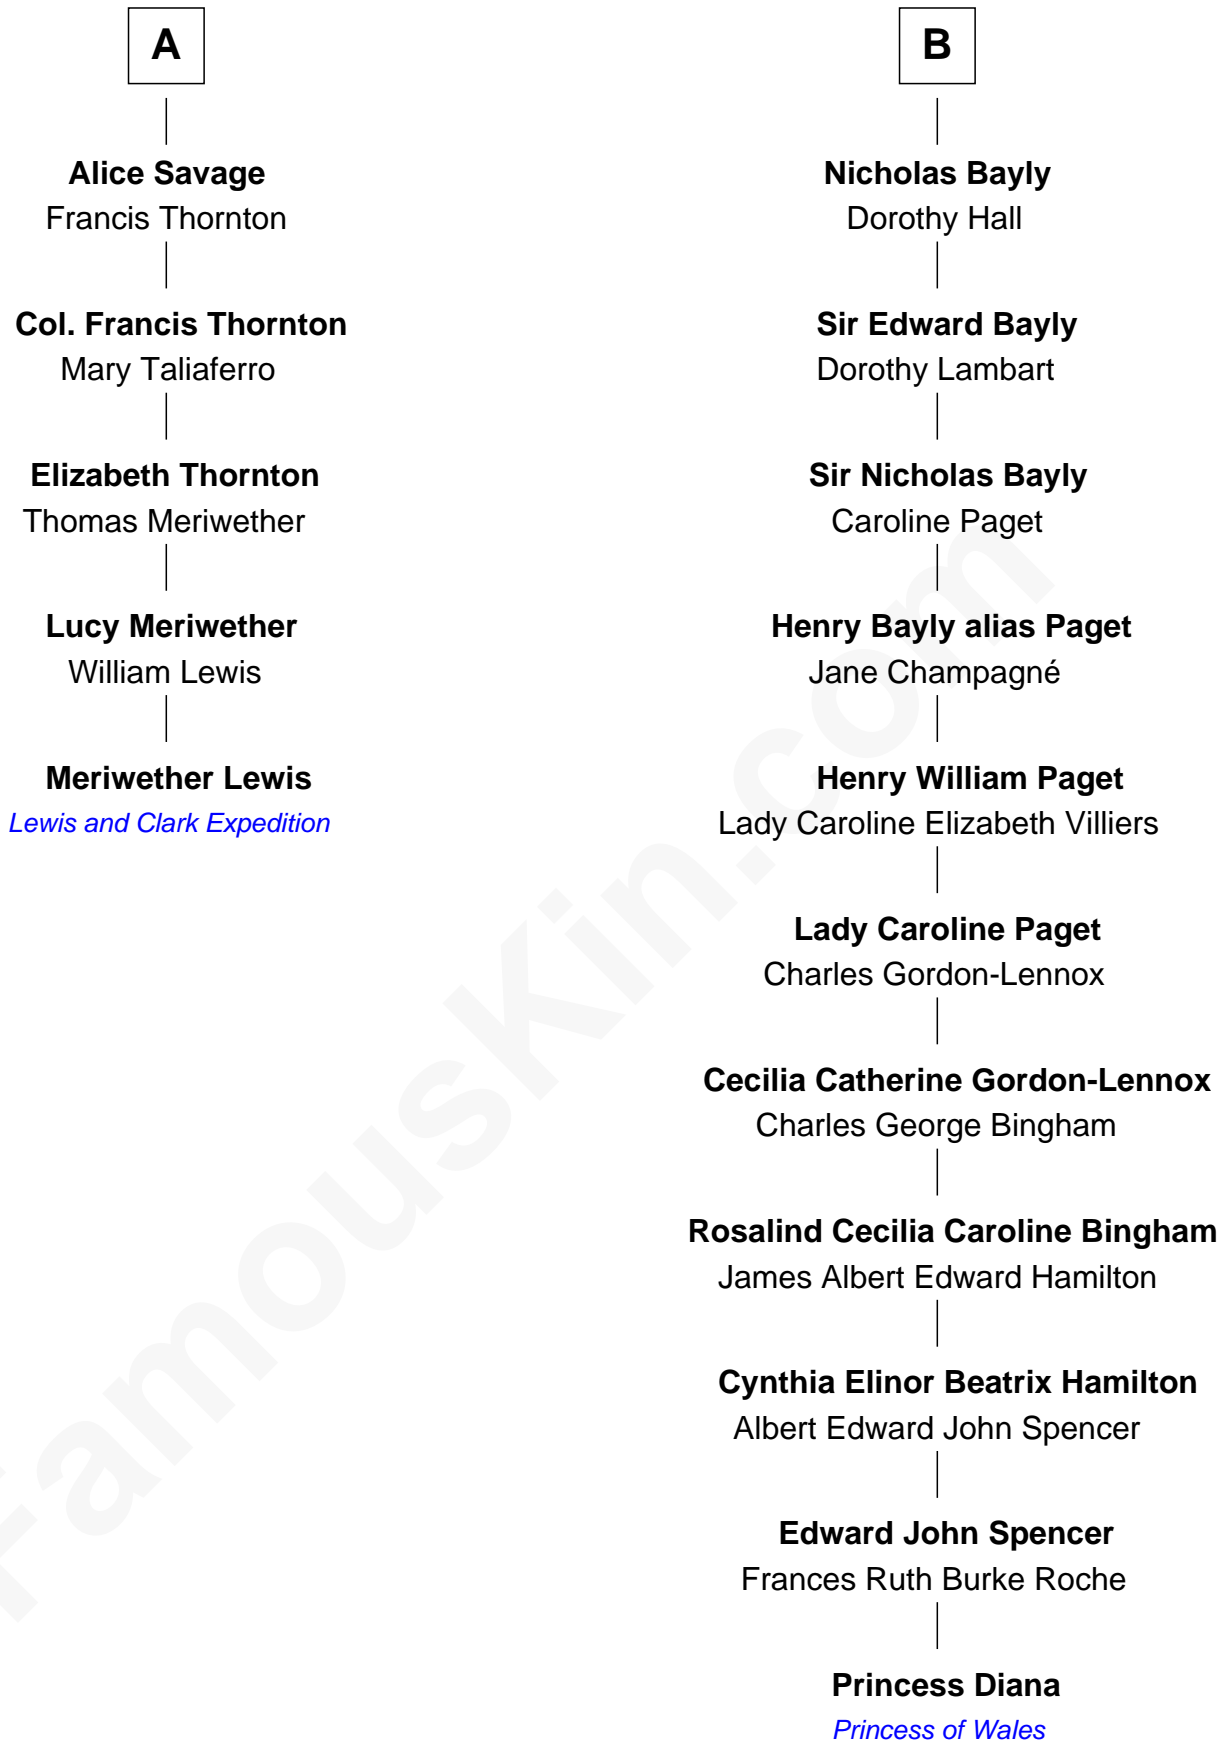 A
Alice Savage
Francis Thornton
Col. Francis Thornton
Mary Taliaferro
Elizabeth Thornton
Thomas Meriwether
Lucy Meriwether
William Lewis
Meriwether Lewis
Lewis and Clark Expedition
B
Nicholas Bayly
Dorothy Hall
Sir Edward Bayly
Dorothy Lambart
Sir Nicholas Bayly
Caroline Paget
Henry Bayly alias Paget
Jane Champagné
Henry William Paget
Lady Caroline Elizabeth Villiers
Lady Caroline Paget
Charles Gordon-Lennox
Cecilia Catherine Gordon-Lennox
Charles George Bingham
Rosalind Cecilia Caroline Bingham
James Albert Edward Hamilton
Cynthia Elinor Beatrix Hamilton
Albert Edward John Spencer
Edward John Spencer
Frances Ruth Burke Roche
Princess Diana
Princess of Wales
FamousKin.com